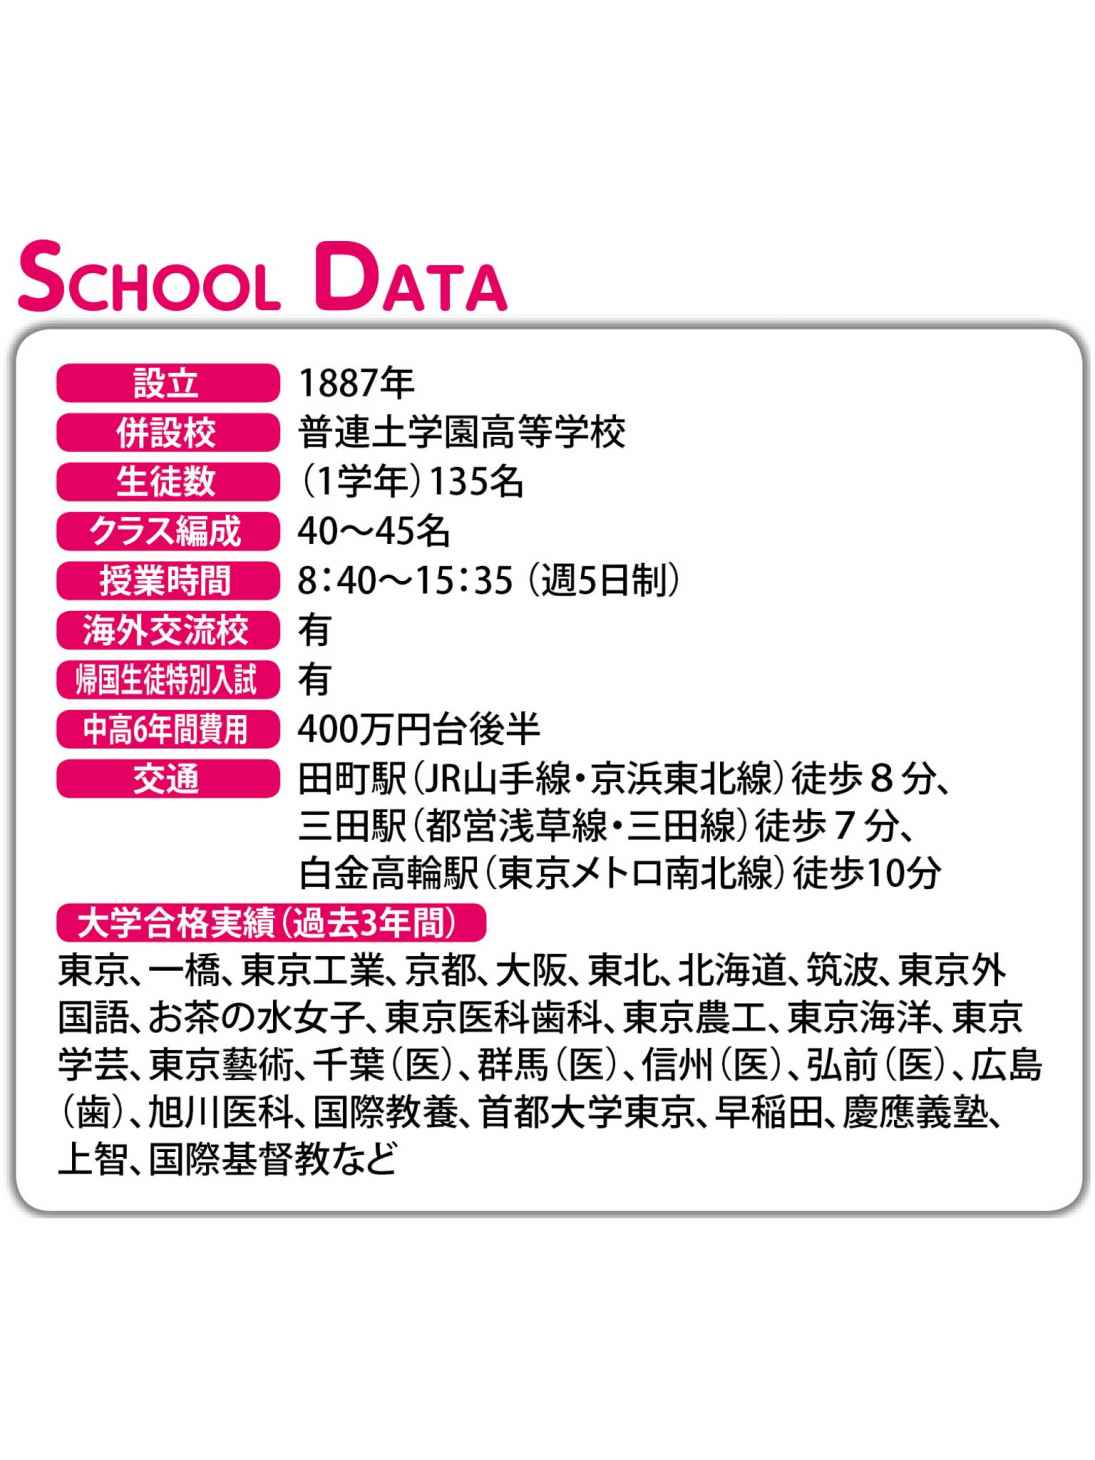 SCHOOL DATA
設立 1887年
併設校 普連土学園高等学校
生徒数 (1学年)135名
クラス編成 40〜45名
授業時間 8:40〜15:35(週5日制)
海外交流校 有
帰国生徒特別入試 有
中高6年間費用 400万円台後半
交通 田町駅(JR山手線・京浜東北線)徒歩8分、
三田駅(都営浅草線・三田線)徒歩7分、
白金高輪駅(東京メトロ南北線)徒歩10分
大学合格実績(過去3年間)
東京、一橋、東京工業、京都、大阪、東北、北海道、筑波、東京外
国語、お茶の水女子、東京医科歯科、東京農工、東京海洋、東京
学芸、東京藝術、千葉(医)、群馬(医)、信州(医)、弘前(医)、広島
(歯)、旭川医科、国際教養、首都大学東京、早稲田、慶應義塾、
上智、国際基督教など